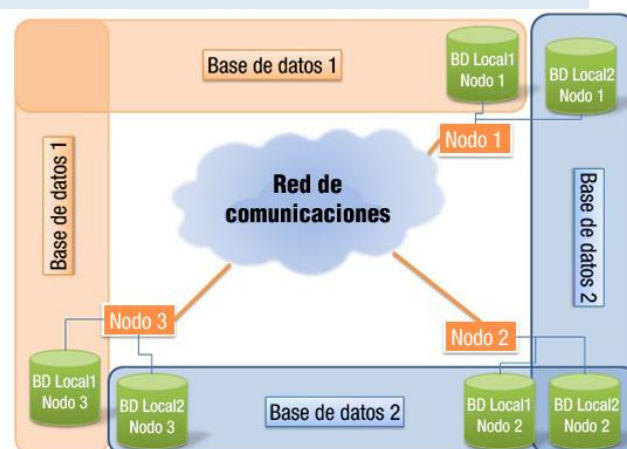 Base de datos 1
BD Local1
Nodo 1
BD Local2
Nodo 1
Nodo 1
Red de
comunicaciones
Base de datos 1
Base de datos 2
Nodo 3
Nodo 2
BD Local1
Nodo 3
BD Local2
Nodo 3
Base de datos 2
BD Local1
Nodo 2
BD Local2
Nodo 2